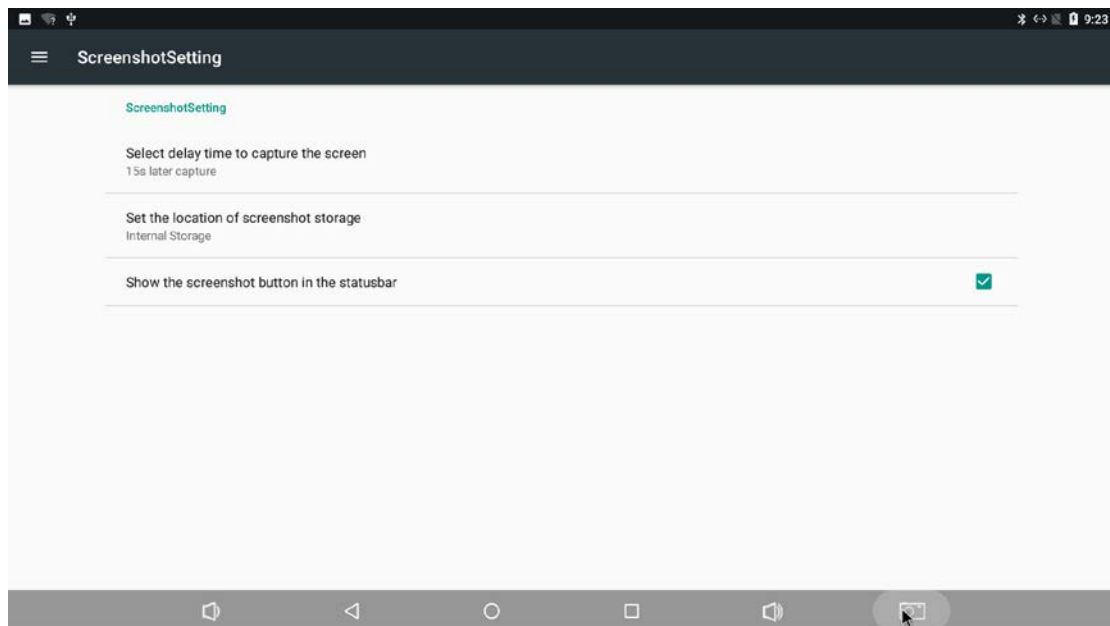 9:23
ScreenshotSetting
ScreenshotSetting
Select delay time to capture the screen
15s later capture
Set the location of screenshot storage
Internal Storage
Show the screenshot button in the statusbar